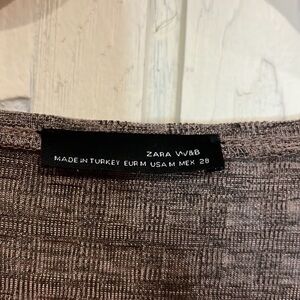 ZARA W&B
MADE IN TURKEY EUR M USA M MEX 28